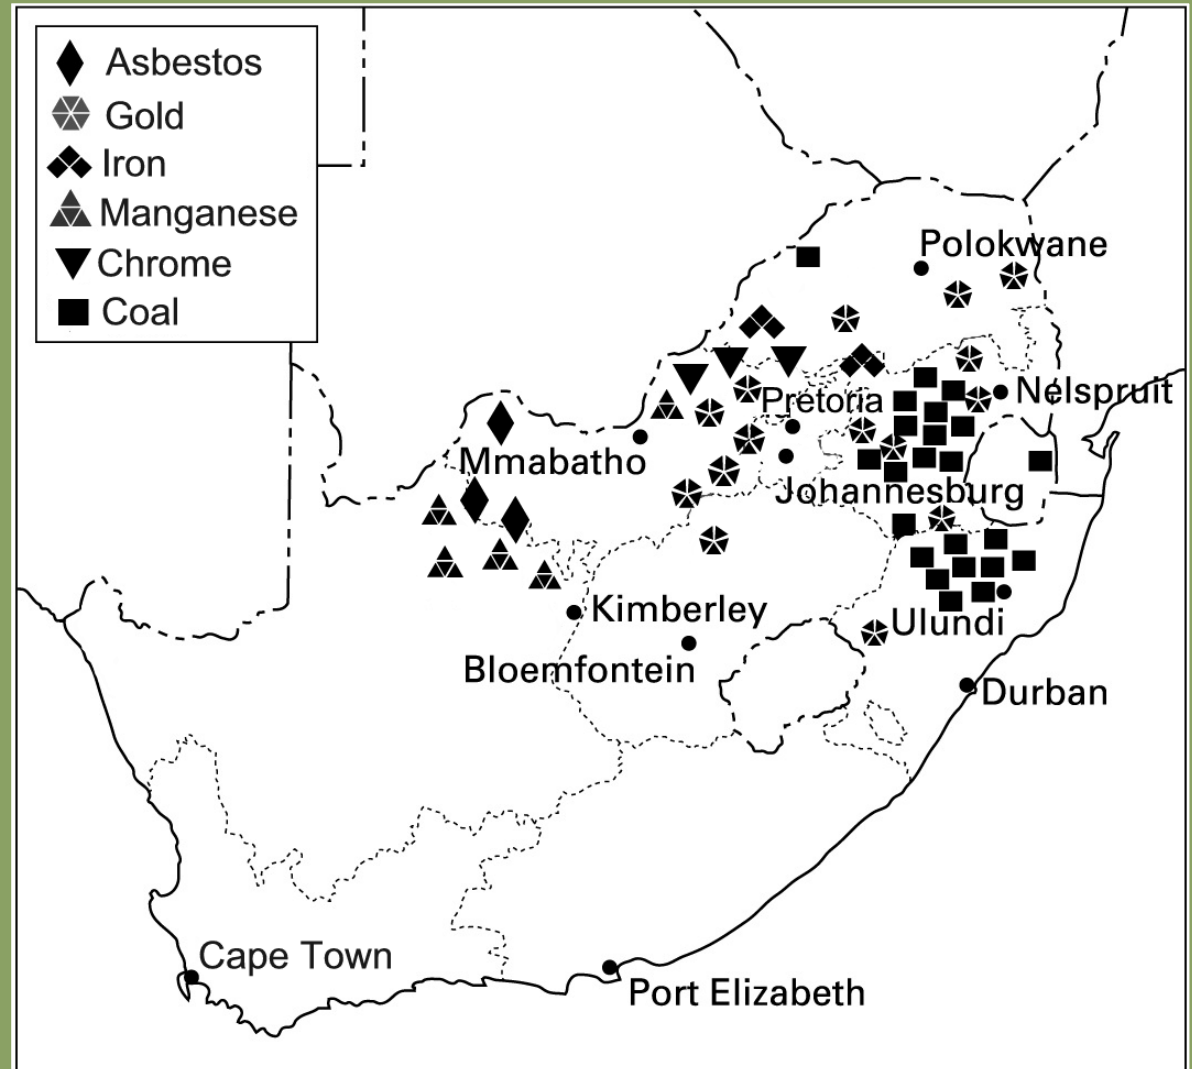 Asbestos
Gold
Iron
Manganese
Chrome
Coal
Polokwane
Nelspruit
Pretoria
Mmabatho
Johannesburg
Kimberley
Ulundi
Bloemfontein
Durban
Cape Town
Port Elizabeth